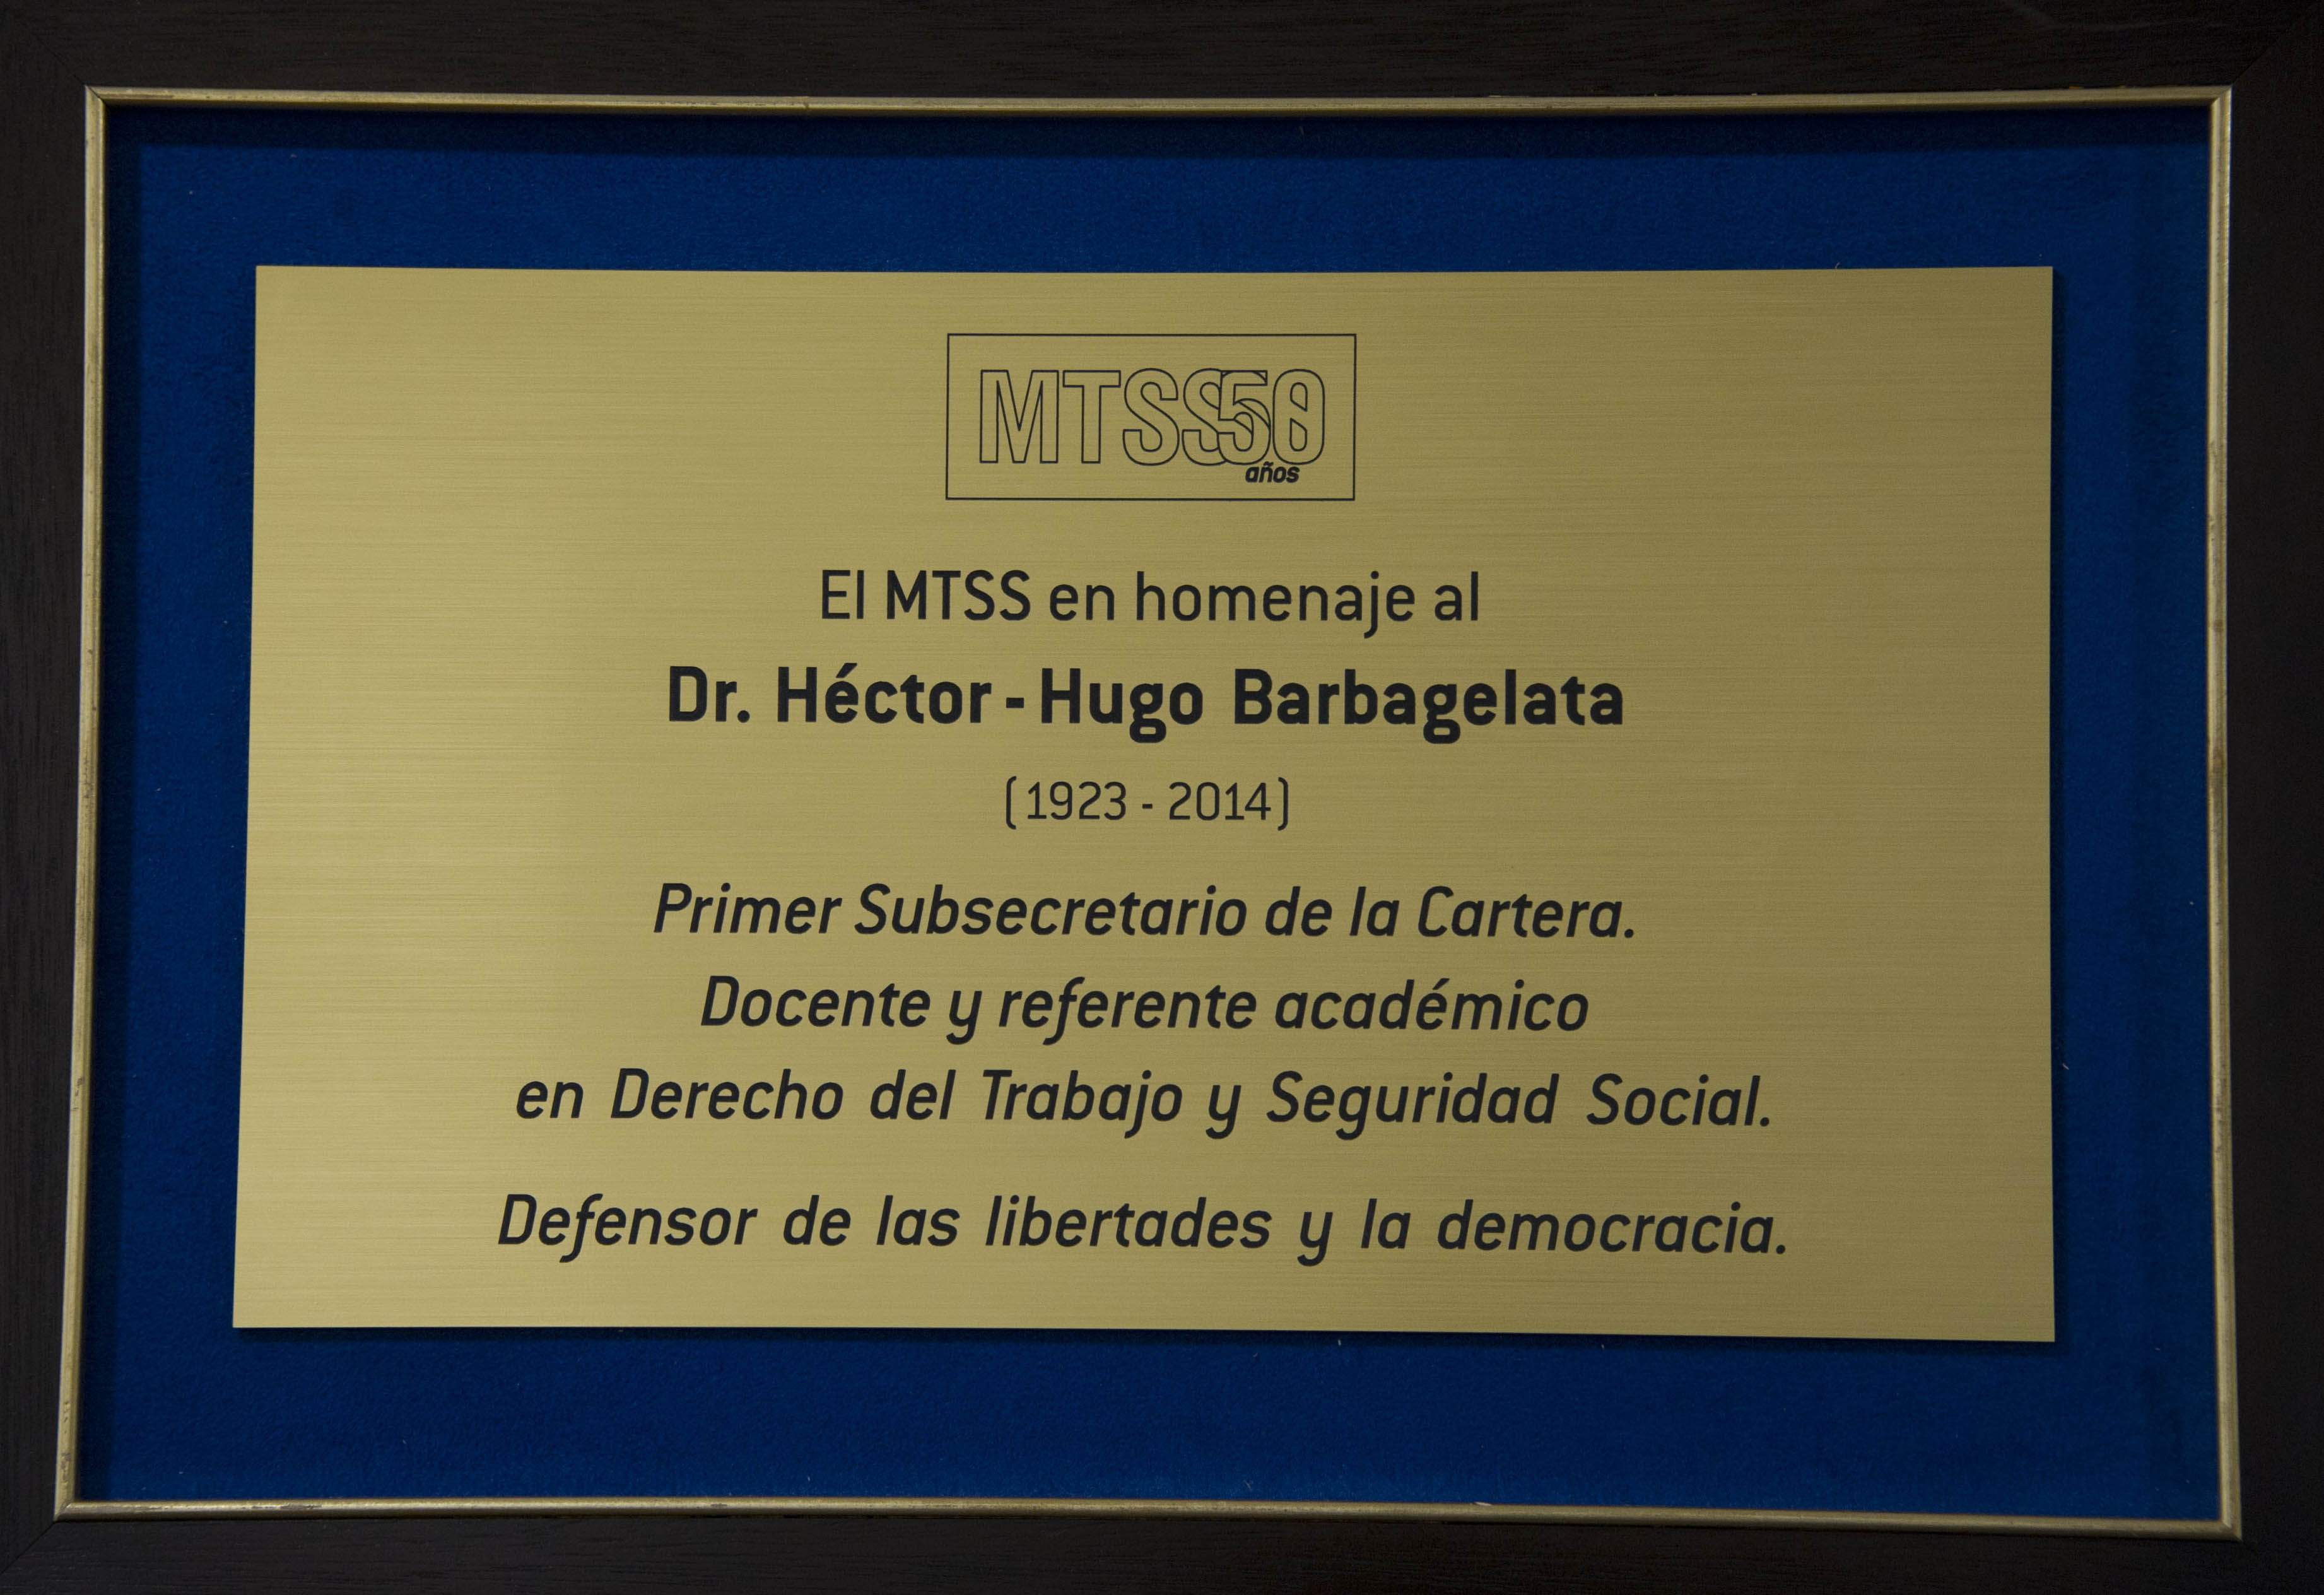 MTSS50
años
El MTSS en homenaje al
Dr. Héctor - Hugo Barbagelata
(1923 - 2014)
Primer Subsecretario de la Cartera.
Docente y referente académico
en Derecho del Trabajo y Seguridad Social.
Defensor de las libertades y la democracia.